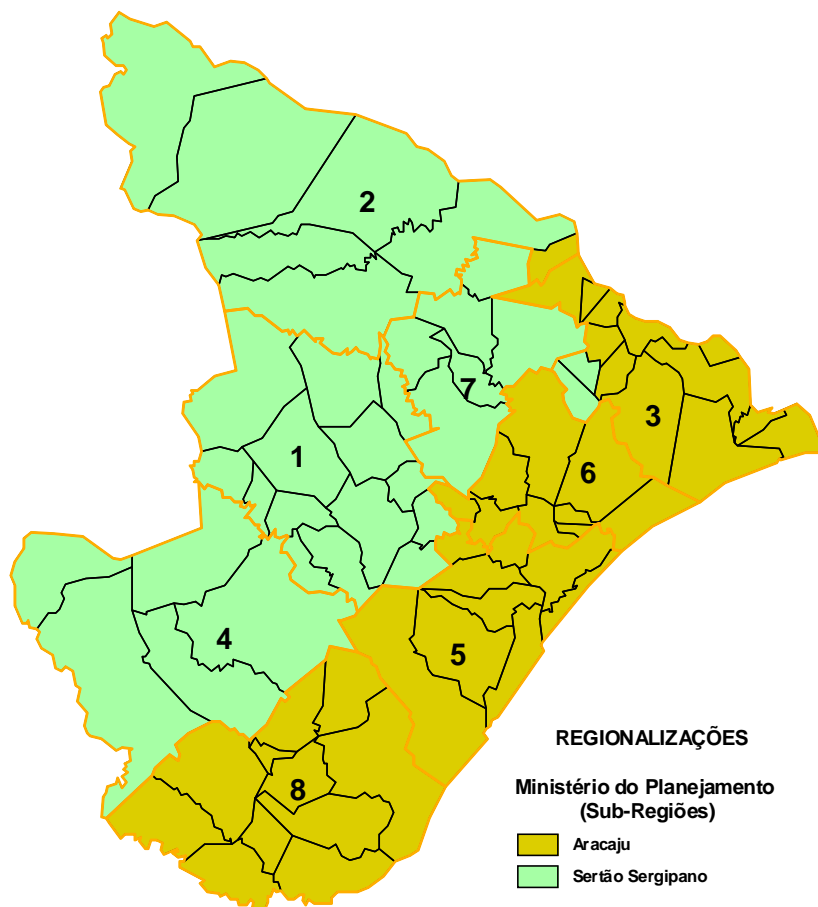 2
3
7
1
6
4
5
8
REGIONALIZAÇÕES
Ministério do Planejamento
(Sub-Regiões)
Aracaju
Sertão Sergipano